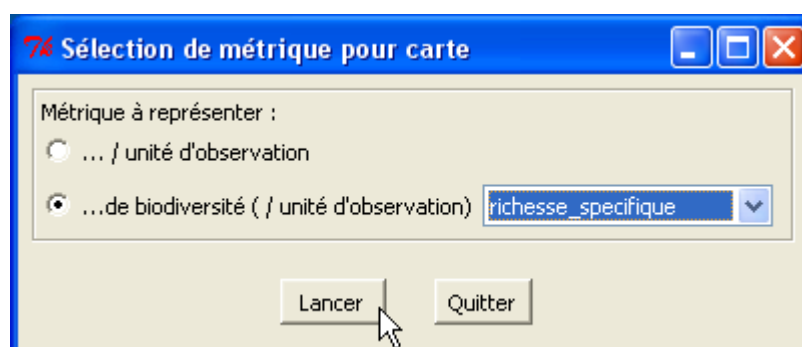 Sélection de métrique pour carte
Métrique à représenter :
... / unité d'observation
...de biodiversité ( / unité d'observation) richesse_specifique
Lancer Quitter